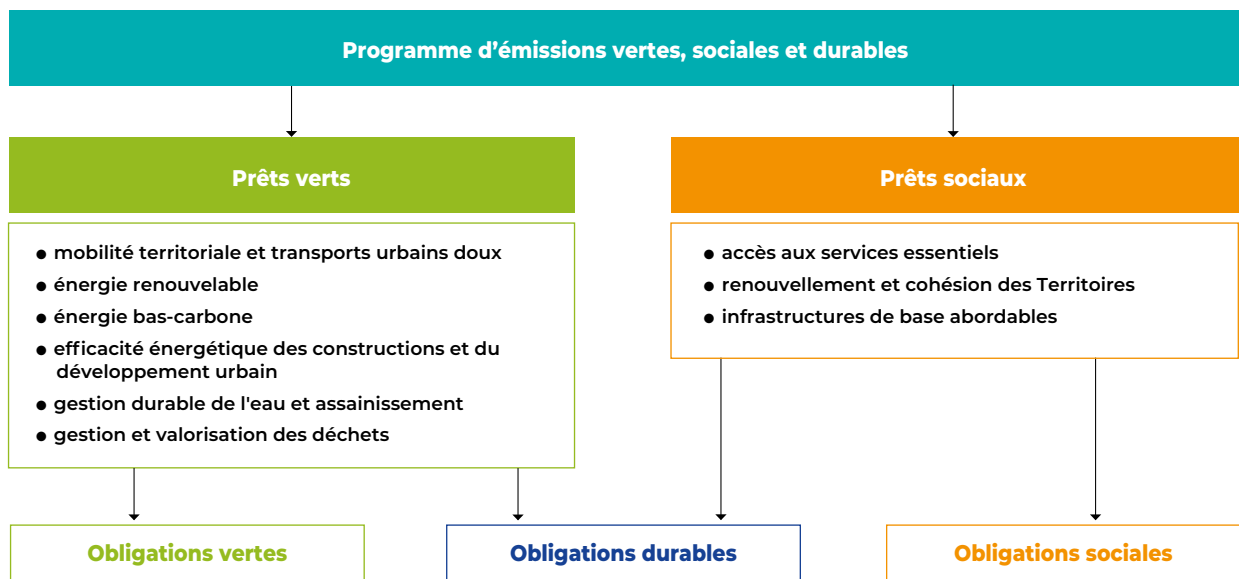 Programme d’émissions vertes, sociales et durables
Prêts verts
● mobilité territoriale et transports urbains doux
● énergie renouvelable
● énergie bas-carbone
● efficacité énergétique des constructions et du
développement urbain
● gestion durable de l'eau et assainissement
● gestion et valorisation des déchets
Prêts sociaux
● accès aux services essentiels
● renouvellement et cohésion des Territoires
● infrastructures de base abordables
Obligations vertes
Obligations durables
Obligations sociales